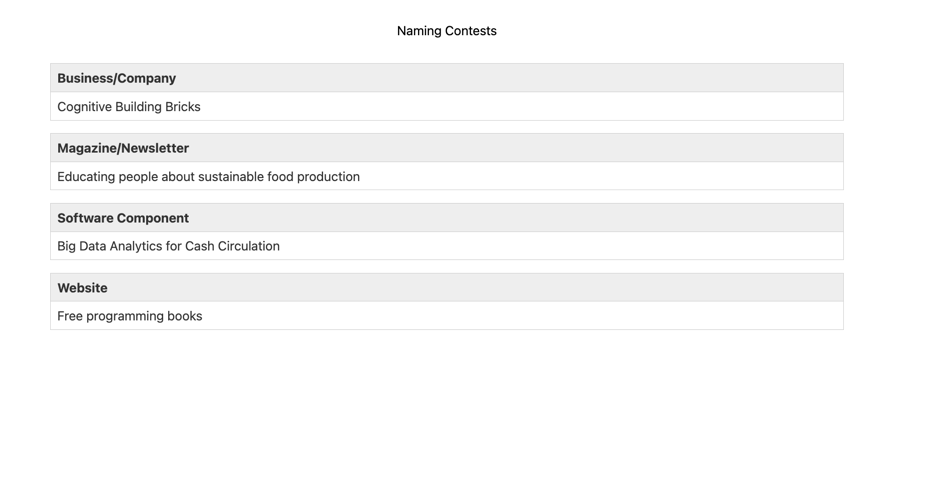 Naming Contests
Business/Company
Cognitive Building Bricks
Magazine/Newsletter
Educating people about sustainable food production
Software Component
Big Data Analytics for Cash Circulation
Website
Free programming books